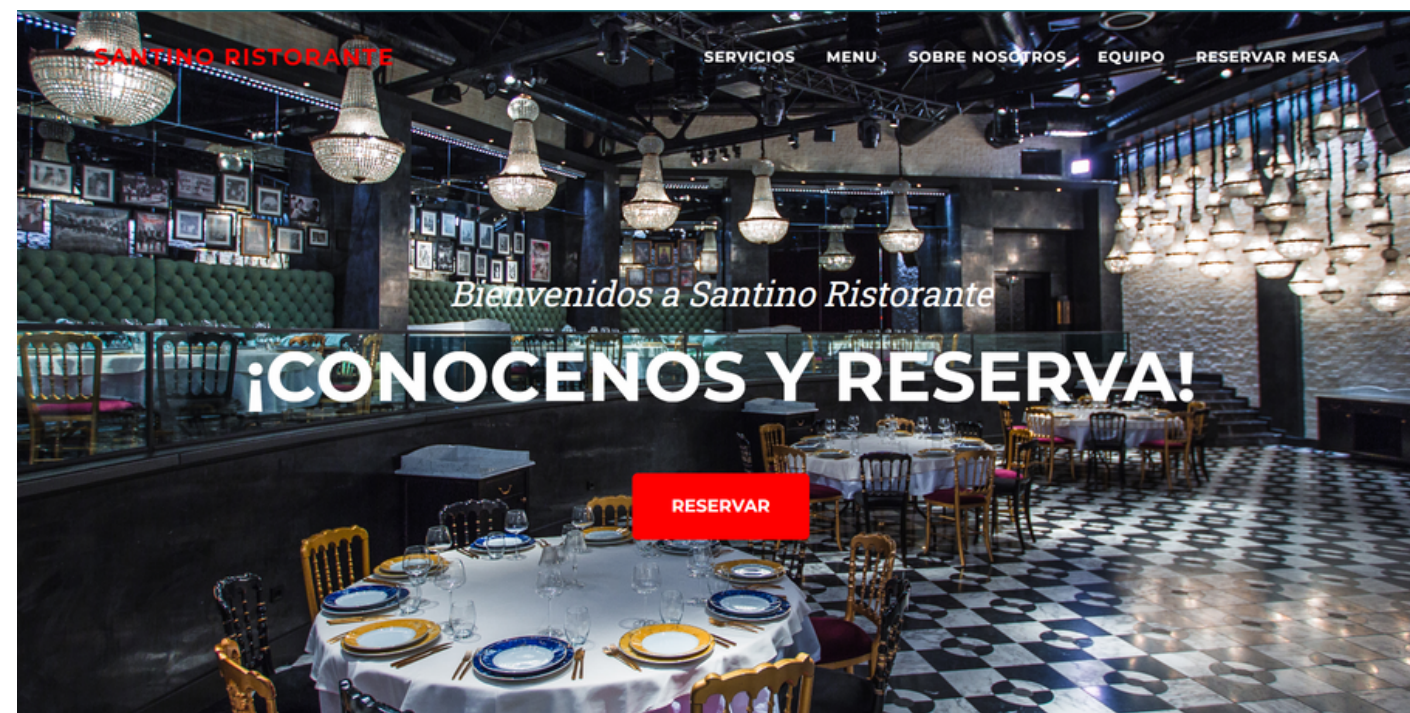 SANTINO RISTORANTE
SERVICIOS MENU SOBRE NOSOTROS EQUIPO RESERVAR MESA
Bienvenidos a Santino Ristorante
¡CONOCENOS Y RESERVA!
RESERVAR